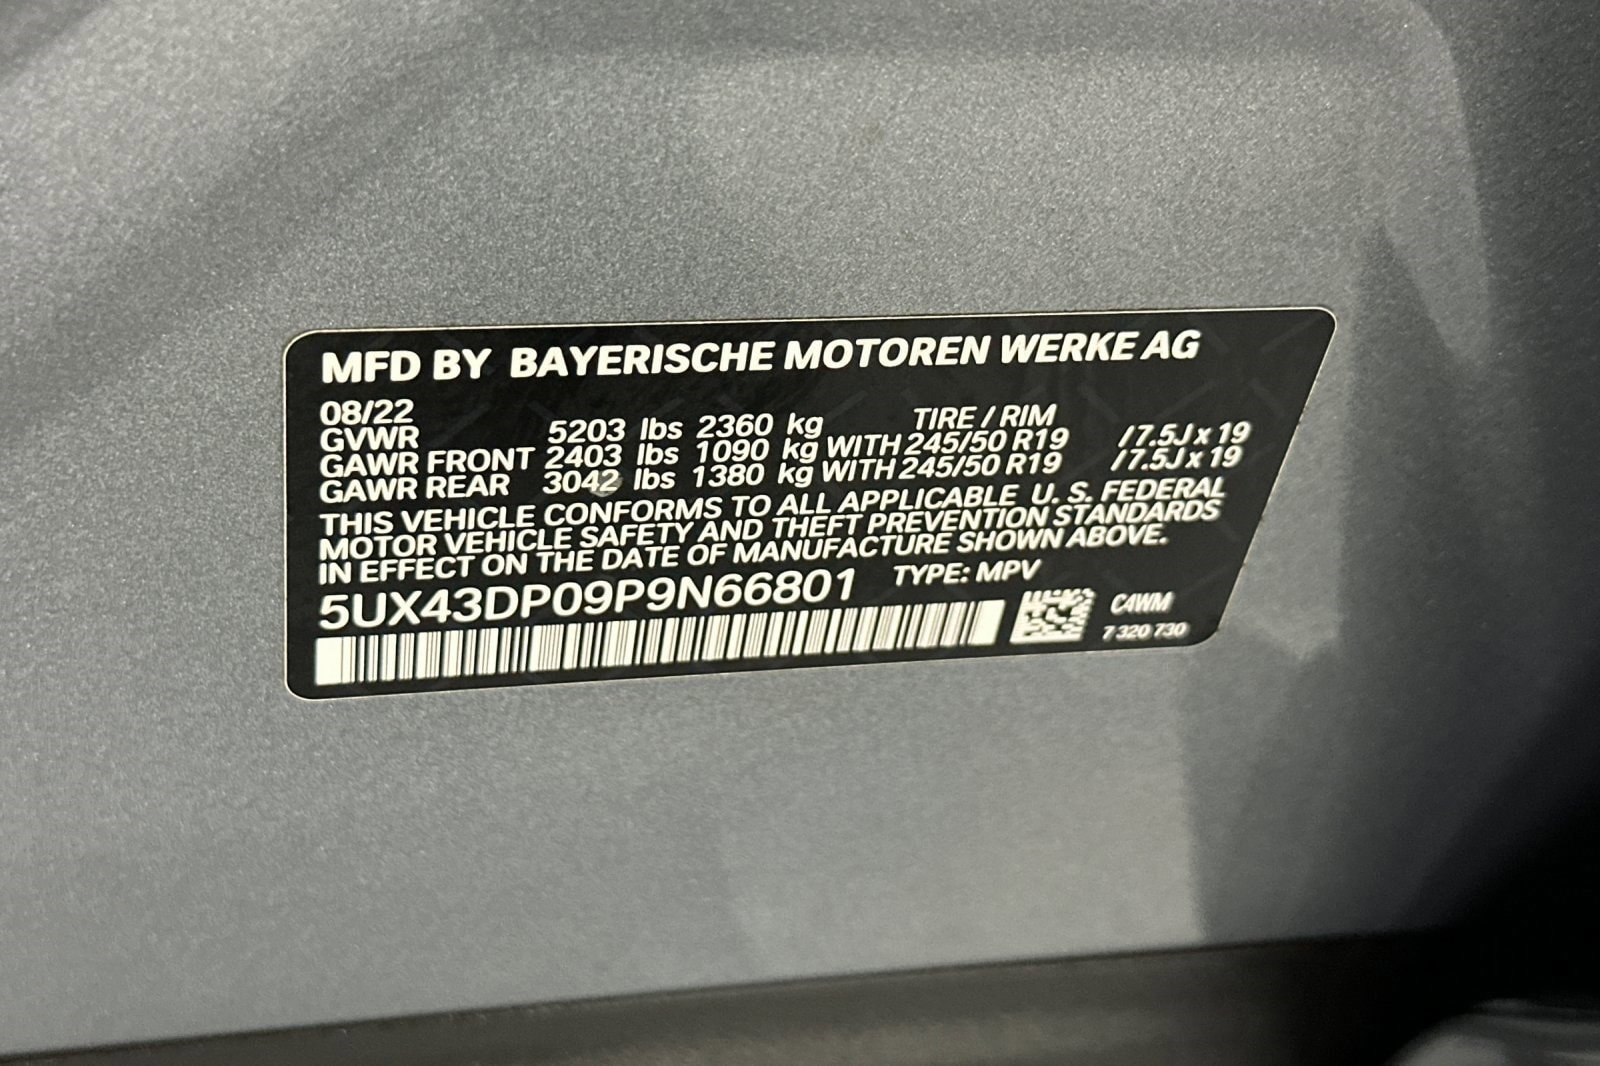 MFD BY BAYERISCHE MOTOREN WERKE AG
08/22 TIRE / RIM
GVWR 5203 lbs 2360 kg
GAWR FRONT 2403 lbs 1090 kg WITH 245/50 R19 / 7.5J x 19
GAWR REAR 3042 lbs 1380 kg WITH 245/50 R19 / 7.5J x 19
THIS VEHICLE CONFORMS TO ALL APPLICABLE U. S. FEDERAL
MOTOR VEHICLE SAFETY AND THEFT PREVENTION STANDARDS
IN EFFECT ON THE DATE OF MANUFACTURE SHOWN ABOVE.
5UX43DP09P9N66801 TYPE: MPV
C4WM
7 320 730